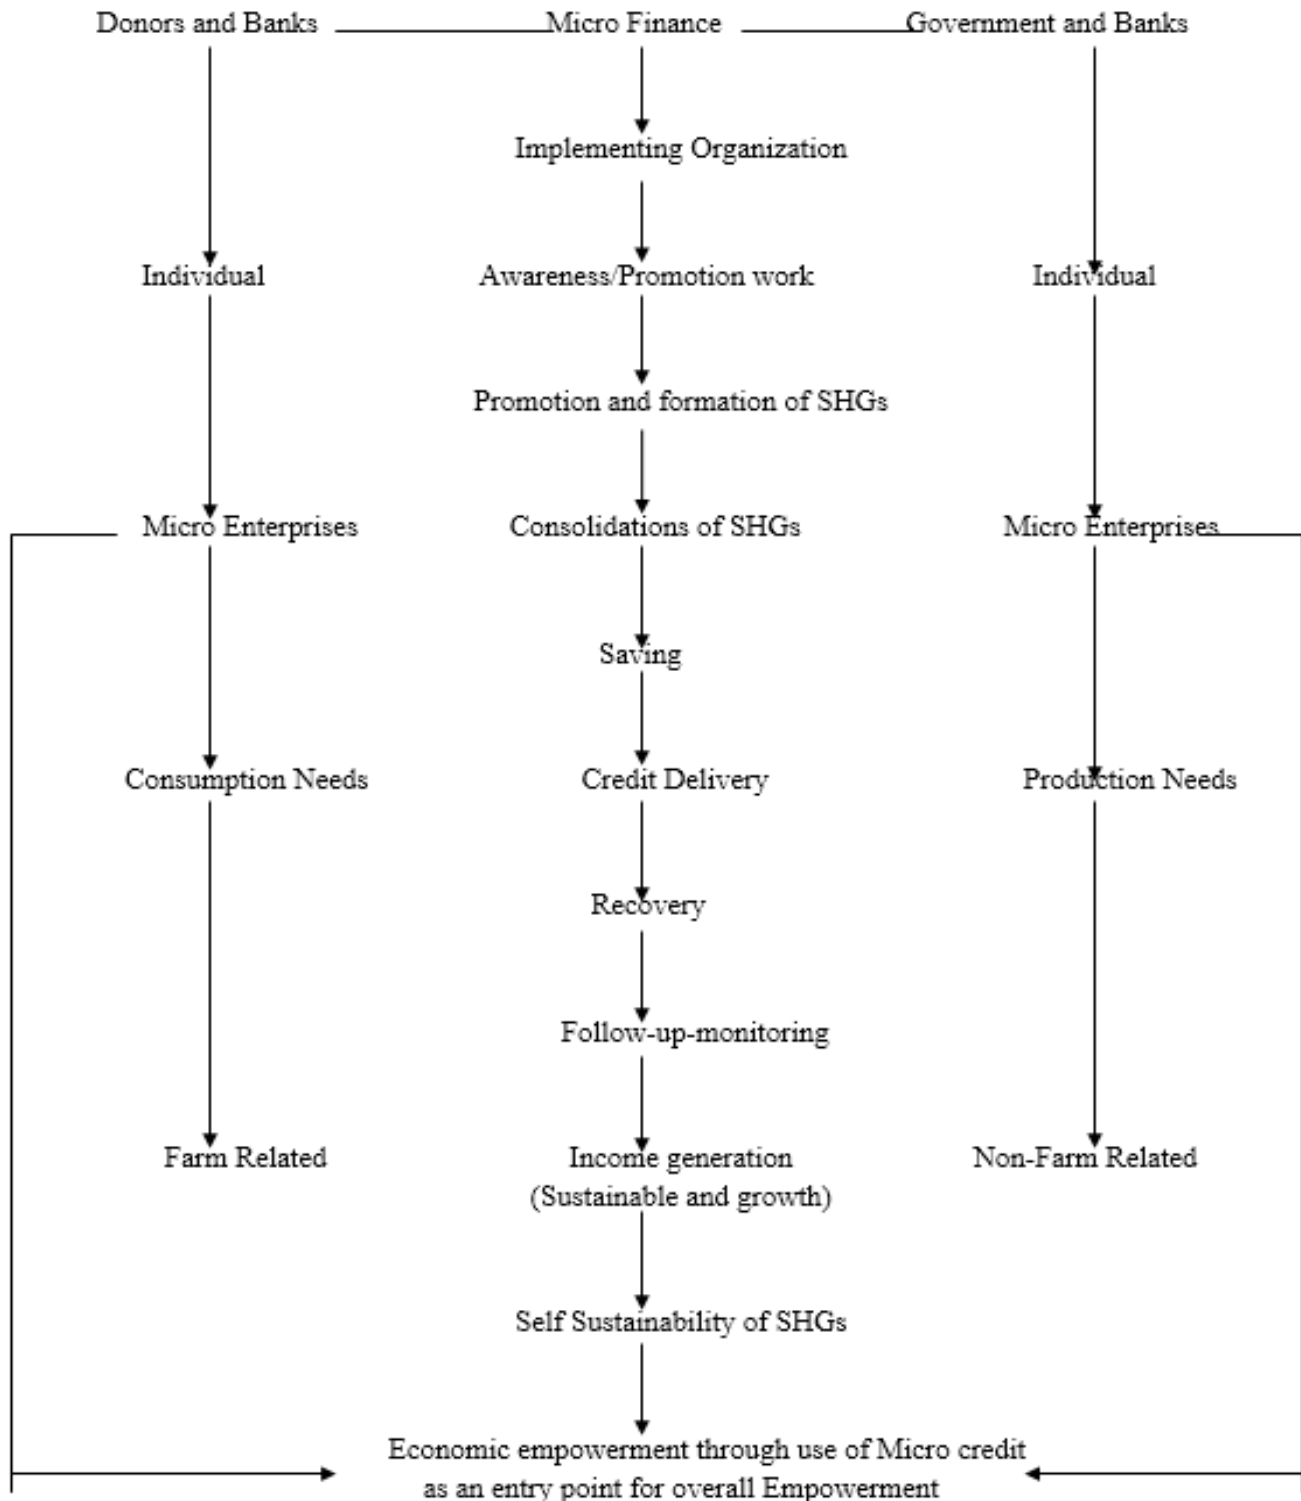 Donors and Banks Micro Finance Government and Banks
Implementing Organization
Individual Awareness/Promotion work Individual
Promotion and formation of SHGs
Micro Enterprises Consolidations of SHGs Micro Enterprises
Saving
Consumption Needs Credit Delivery Production Needs
Recovery
Follow-up-monitoring
Farm Related Income generation Non-Farm Related
(Sustainable and growth)
Self Sustainability of SHGs
Economic empowerment through use of Micro credit
as an entry point for overall Empowerment